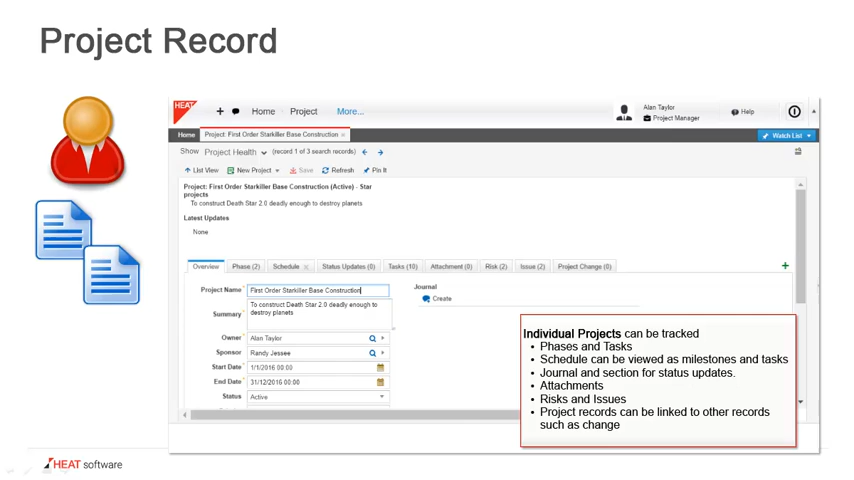 Project Record
HEAT
Home Project More...
Alan Taylor
Project Manager
Help
Home Project: First Order Starkiller Base Construction ×
Watch List
Show Project Health (record 1 of 3 search records)
List View New Project Save Refresh Pin It
Project: First Order Starkiller Base Construction (Active) - Star
projects
To construct Death Star 2.0 deadly enough to destroy planets
Latest Updates
None
Overview Phase (2) Schedule × Status Updates (0) Tasks (10) Attachment (0) Risk (2) Issue (2) Project Change (0)
Project Name * First Order Starkiller Base Construction
Journal
Create
Summary * To construct Death Star 2.0 deadly enough to
destroy planets
Owner * Alan Taylor
Sponsor Randy Jessee
Start Date * 1/1/2016 00:00
End Date * 31/12/2016 00:00
Status Active
Individual Projects can be tracked
• Phases and Tasks
• Schedule can be viewed as milestones and tasks
• Journal and section for status updates.
• Attachments
• Risks and Issues
• Project records can be linked to other records
such as change
HEAT software